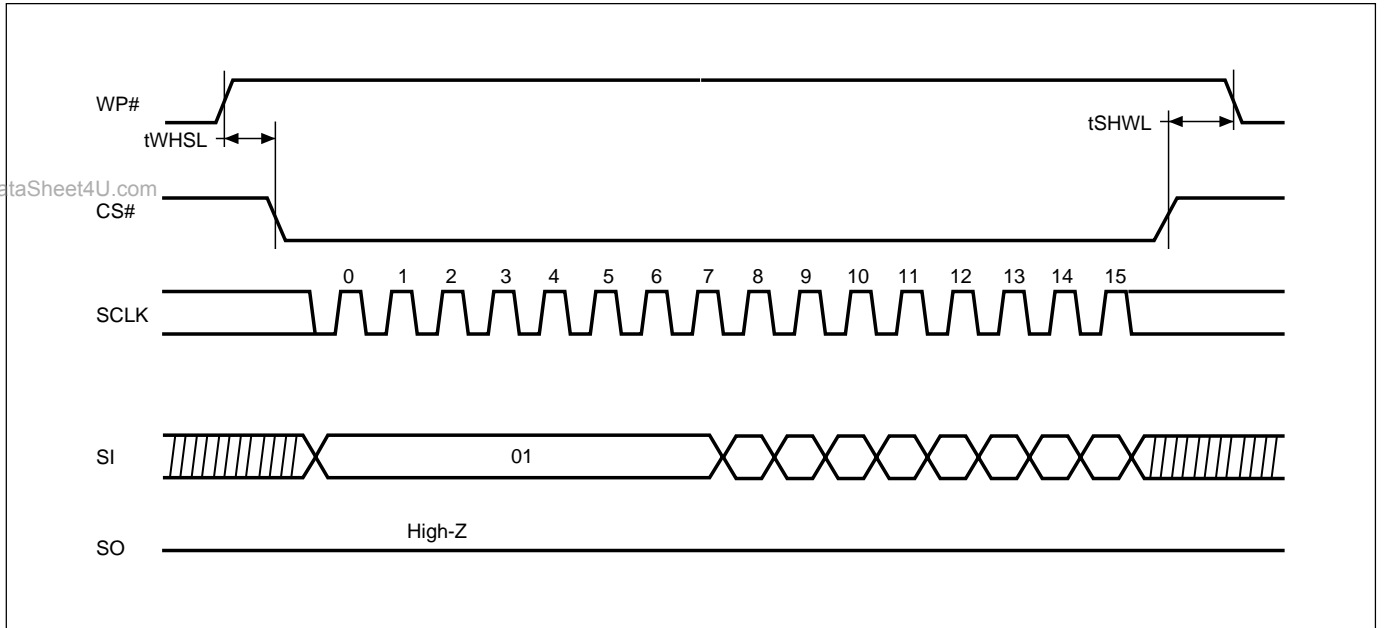 WP#
tWHSL
tSHWL
ataSheet4U.com
CS#
0 1 2 3 4 5 6 7 8 9 10 11 12 13 14 15
SCLK
SI
01
High-Z
SO